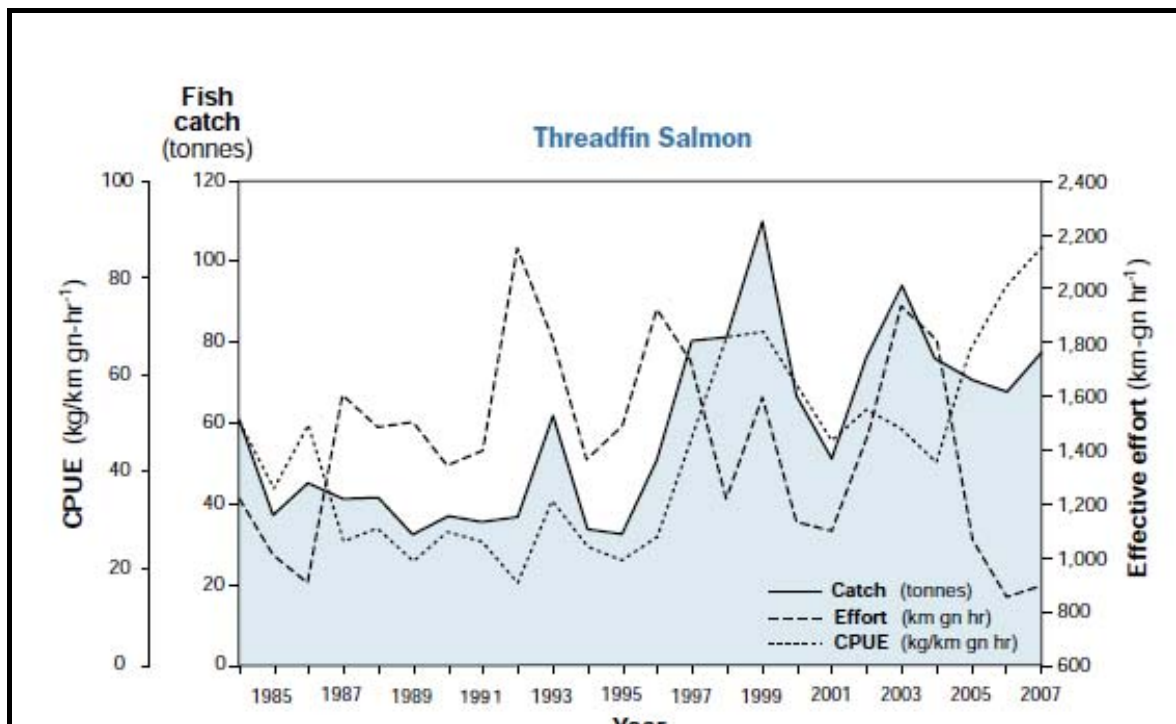 Threadfin Salmon
Fish
catch
(tonnes)
CPUE (kg/km gn-hr-1)
100
80
60
40
20
0
120
100
80
60
40
20
0
2,400
2,200
2,000
1,800
1,600
1,400
1,200
1,000
800
600
Effective effort (km-gn hr-1)
Catch (tonnes)
Effort (km gn hr)
CPUE (kg/km gn hr)
1985 1987 1989 1991 1993 1995 1997 1999 2001 2003 2005 2007
Year